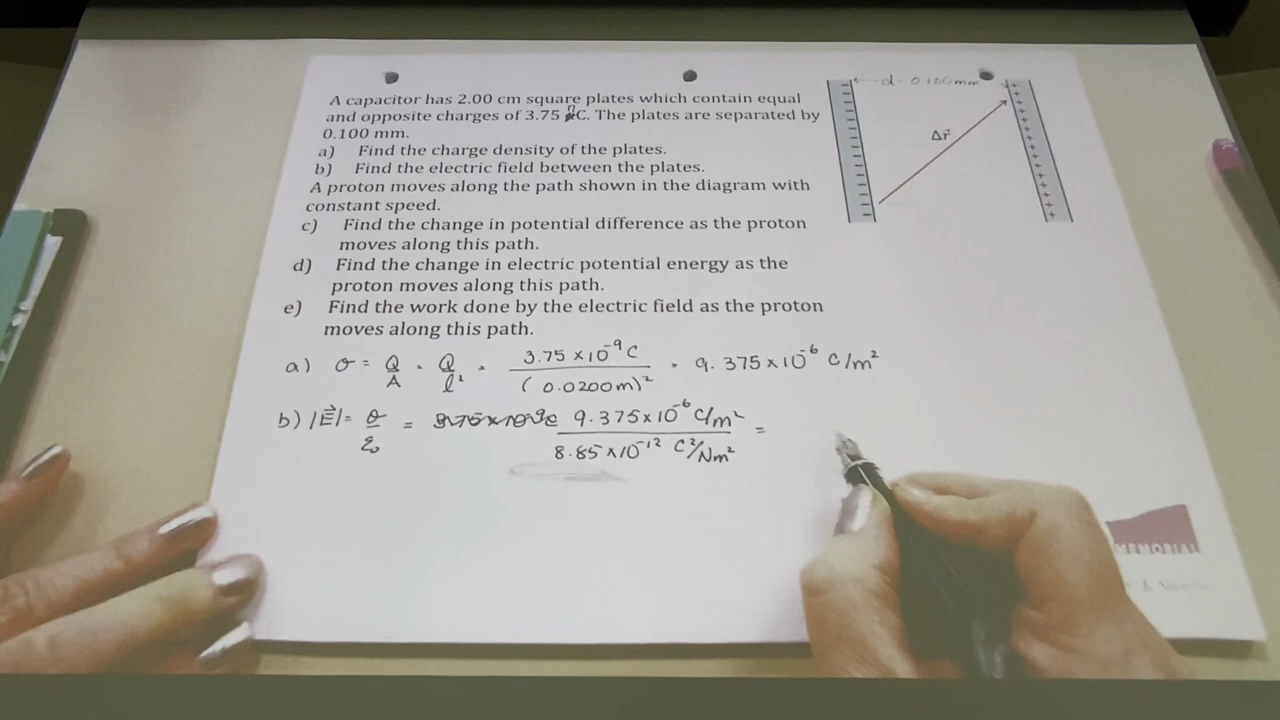 A capacitor has 2.00 cm square plates which contain equal
and opposite charges of 3.75 nC. The plates are separated by
0.100 mm.
a) Find the charge density of the plates.
b) Find the electric field between the plates.
A proton moves along the path shown in the diagram with
constant speed.
c) Find the change in potential difference as the proton
moves along this path.
d) Find the change in electric potential energy as the
proton moves along this path.
e) Find the work done by the electric field as the proton
moves along this path.
d = 0.100mm
Δr⃗
a) σ = Q/A = Q/l² = 3.75 × 10⁻⁹ C / (0.0200m)² = 9.375 × 10⁻⁶ C/m²
b) |E⃗| = σ/ε₀ = 9.375 × 10⁻⁶ C/m² / 8.85 × 10⁻¹² C²/Nm² =
MEMORIAL